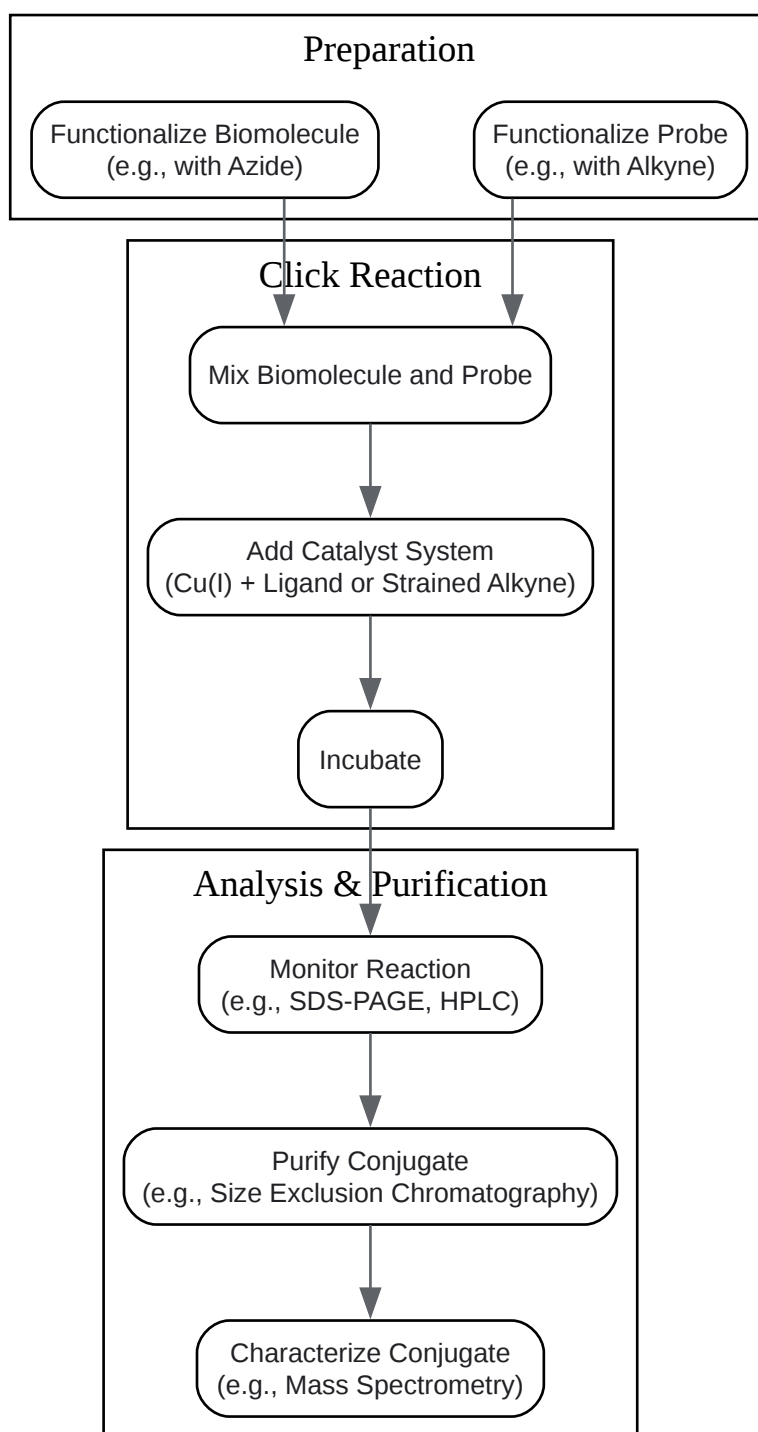 Preparation
Functionalize Biomolecule
(e.g., with Azide)
Functionalize Probe
(e.g., with Alkyne)
Click Reaction
Mix Biomolecule and Probe
Add Catalyst System
(Cu(I) + Ligand or Strained Alkyne)
Incubate
Analysis & Purification
Monitor Reaction
(e.g., SDS-PAGE, HPLC)
Purify Conjugate
(e.g., Size Exclusion Chromatography)
Characterize Conjugate
(e.g., Mass Spectrometry)